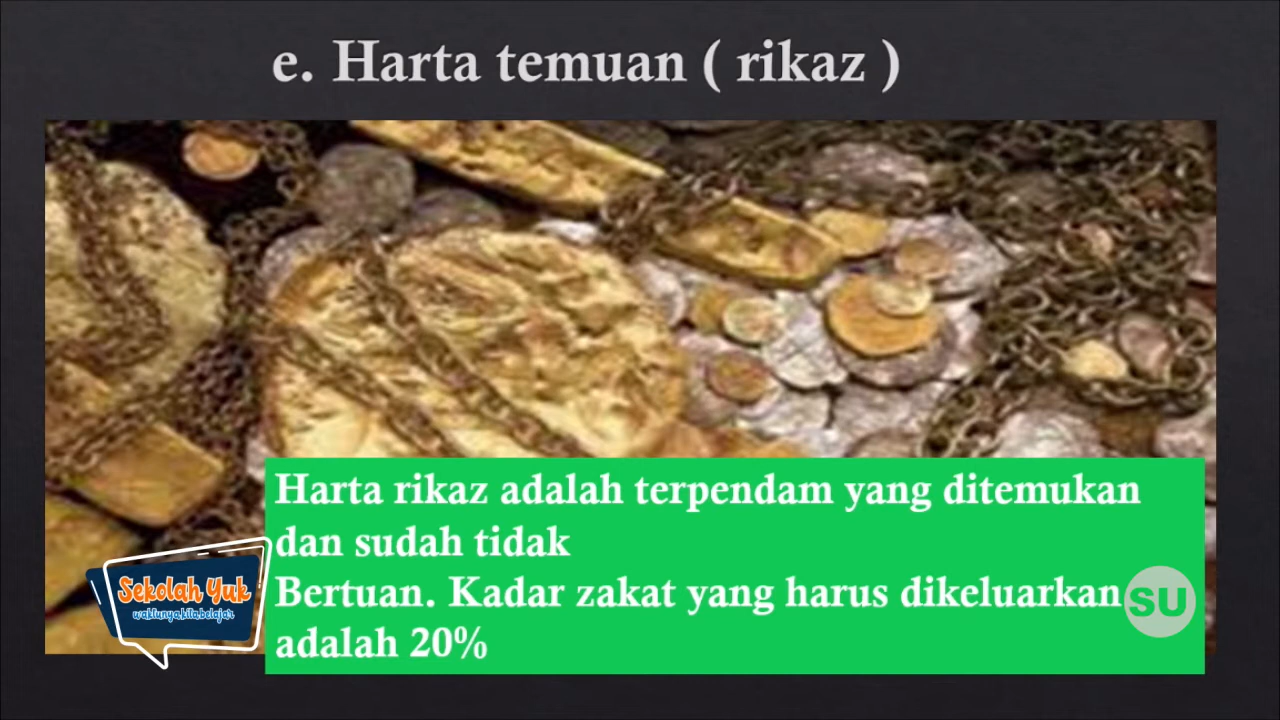 e. Harta temuan ( rikaz )
Harta rikaz adalah terpendam yang ditemukan
dan sudah tidak
Bertuan. Kadar zakat yang harus dikeluarkan
adalah 20%
Sekolah Yuk
waktunya kita belajar
SU